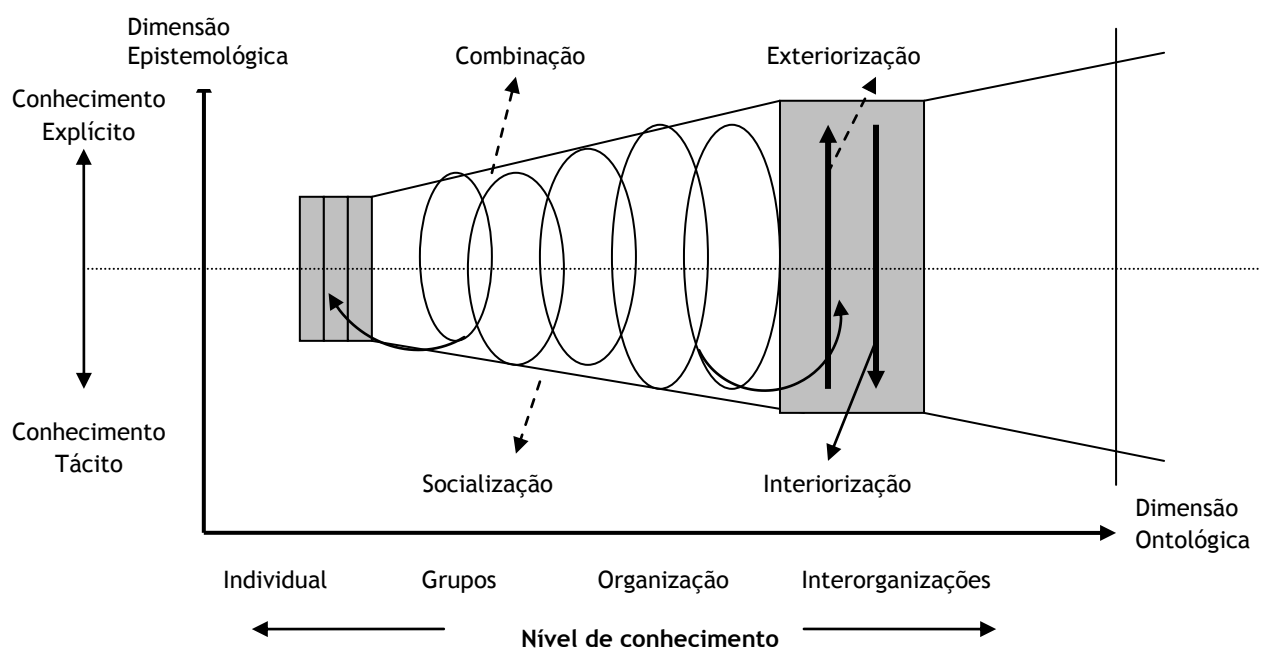 Dimensão
Epistemológica
Combinação
Exteriorização
Conhecimento
Explícito
Conhecimento
Tácito
Socialização
Interiorização
Dimensão
Ontológica
Individual
Grupos
Organização
Interorganizações
Nível de conhecimento